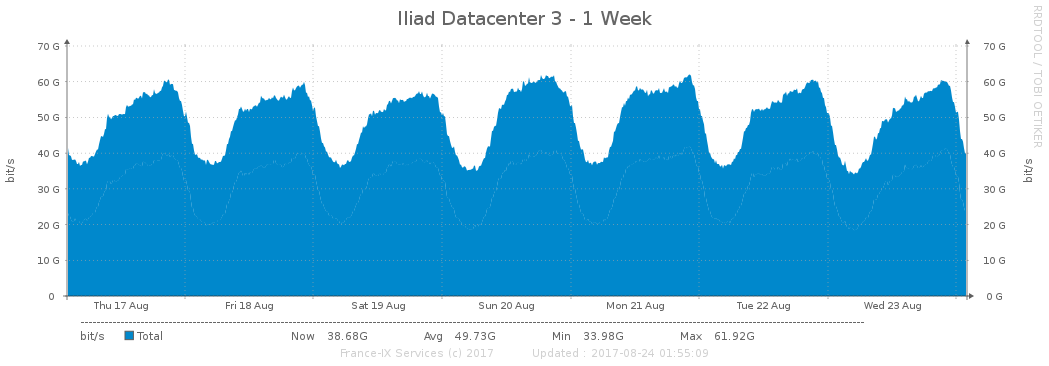 Iliad Datacenter 3 - 1 Week
RRDTOOL / TOBI OETIKER
70 G 70 G
60 G 60 G
50 G 50 G
40 G 40 G
30 G 30 G
20 G 20 G
10 G 10 G
0 0 G
bit/s bit/s
Thu 17 Aug Fri 18 Aug Sat 19 Aug Sun 20 Aug Mon 21 Aug Tue 22 Aug Wed 23 Aug
bit/s Total Now 38.68G Avg 49.73G Min 33.98G Max 61.92G
France-IX Services (c) 2017 Updated : 2017-08-24 01:55:09